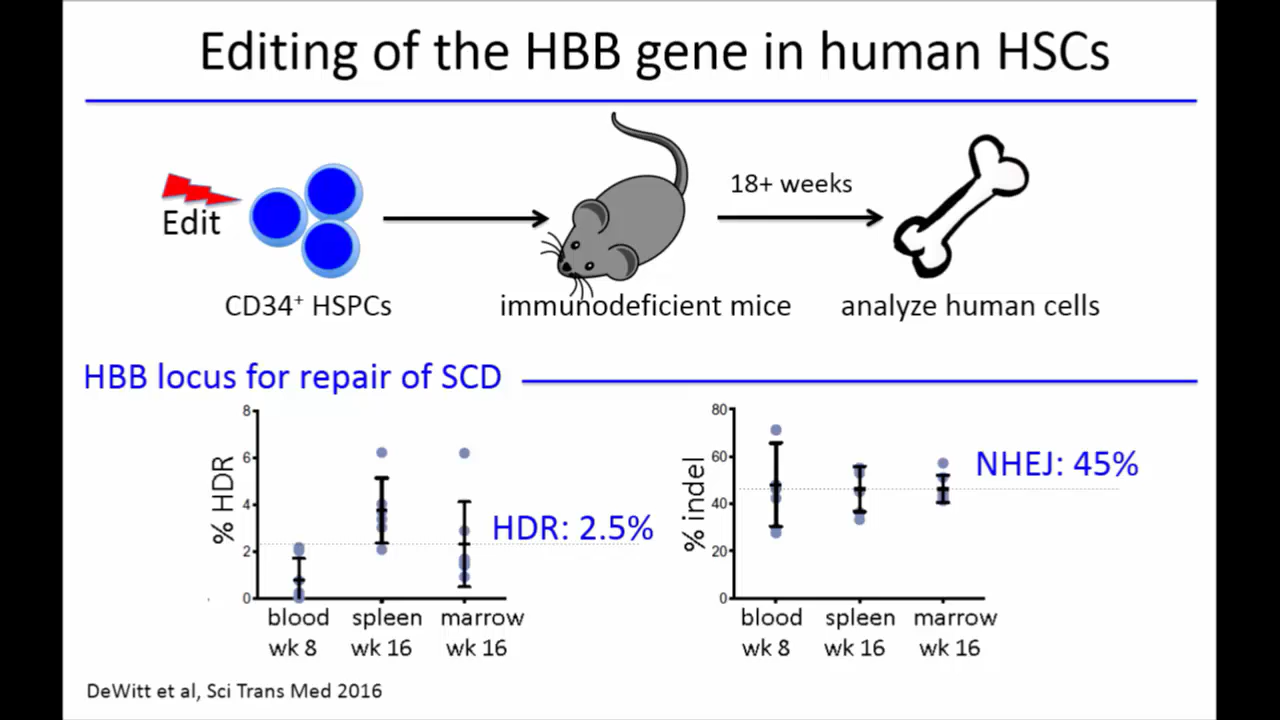 Editing of the HBB gene in human HSCs
Edit
18+ weeks
CD34⁺ HSPCs
immunodeficient mice
analyze human cells
HBB locus for repair of SCD
% HDR
8
6
4
2
0
HDR: 2.5%
blood
wk 8
spleen
wk 16
marrow
wk 16
% indel
80
60
40
20
0
NHEJ: 45%
blood
wk 8
spleen
wk 16
marrow
wk 16
DeWitt et al, Sci Trans Med 2016